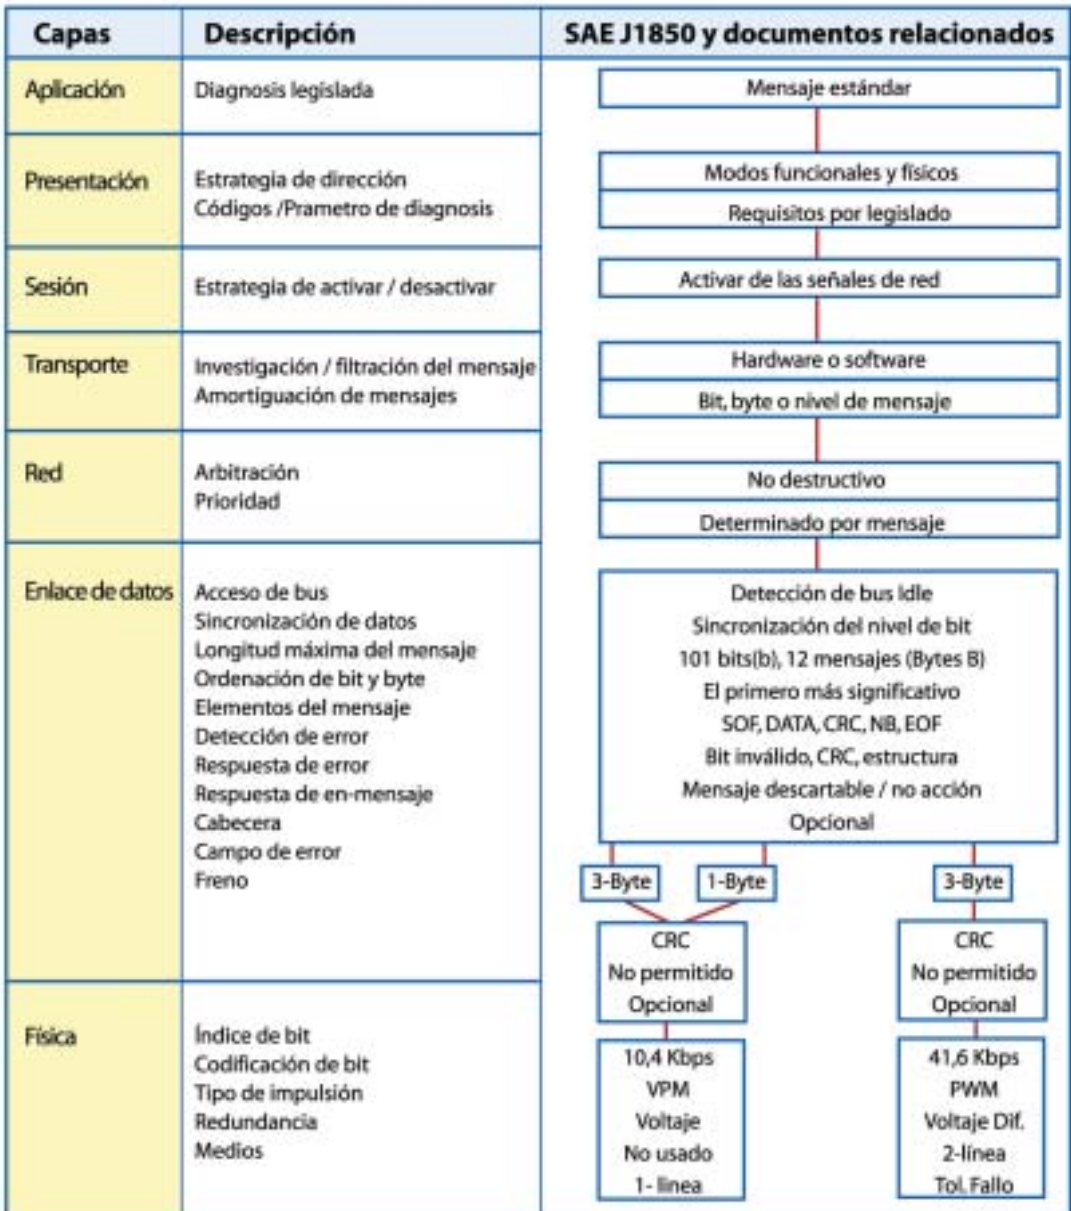 Capas Descripción SAE J1850 y documentos relacionados
Aplicación
Diagnosis legislada
Mensaje estándar
Presentación
Estrategia de dirección
Códigos /Prametro de diagnosis
Modos funcionales y físicos
Requisitos por legislado
Sesión
Estrategia de activar / desactivar
Activar de las señales de red
Transporte
Investigación / filtración del mensaje
Amortiguación de mensajes
Hardware o software
Bit, byte o nivel de mensaje
Red
Arbitración
Prioridad
No destructivo
Determinado por mensaje
Enlace de datos
Acceso de bus
Sincronización de datos
Longitud máxima del mensaje
Ordenación de bit y byte
Elementos del mensaje
Detección de error
Respuesta de error
Respuesta de en-mensaje
Cabecera
Campo de error
Freno
Detección de bus Idle
Sincronización del nivel de bit
101 bits(b), 12 mensajes (Bytes B)
El primero más significativo
SOF, DATA, CRC, NB, EOF
Bit inválido, CRC, estructura
Mensaje descartable / no acción
Opcional
3-Byte 1-Byte 3-Byte
CRC
No permitido
Opcional
CRC
No permitido
Opcional
Física
Índice de bit
Codificación de bit
Tipo de impulsión
Redundancia
Medios
10,4 Kbps
VPM
Voltaje
No usado
1- linea
41,6 Kbps
PWM
Voltaje Dif.
2-línea
Tol. Fallo